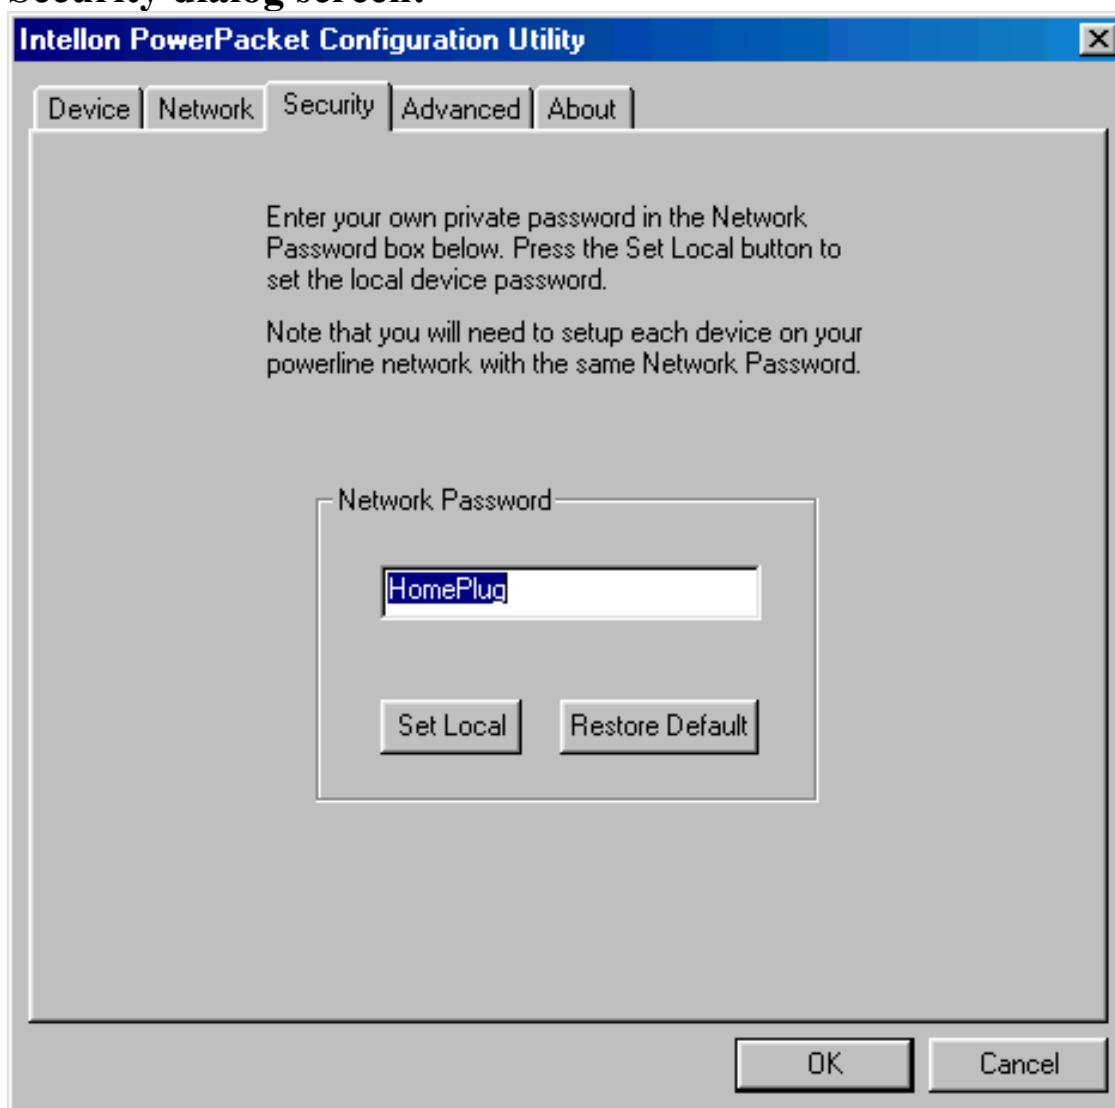 Security dialog screen:
Intellon PowerPacket Configuration Utility
Device Network Security Advanced About
Enter your own private password in the Network
Password box below. Press the Set Local button to
set the local device password.
Note that you will need to setup each device on your
powerline network with the same Network Password.
Network Password
HomePlug
Set Local Restore Default
OK Cancel